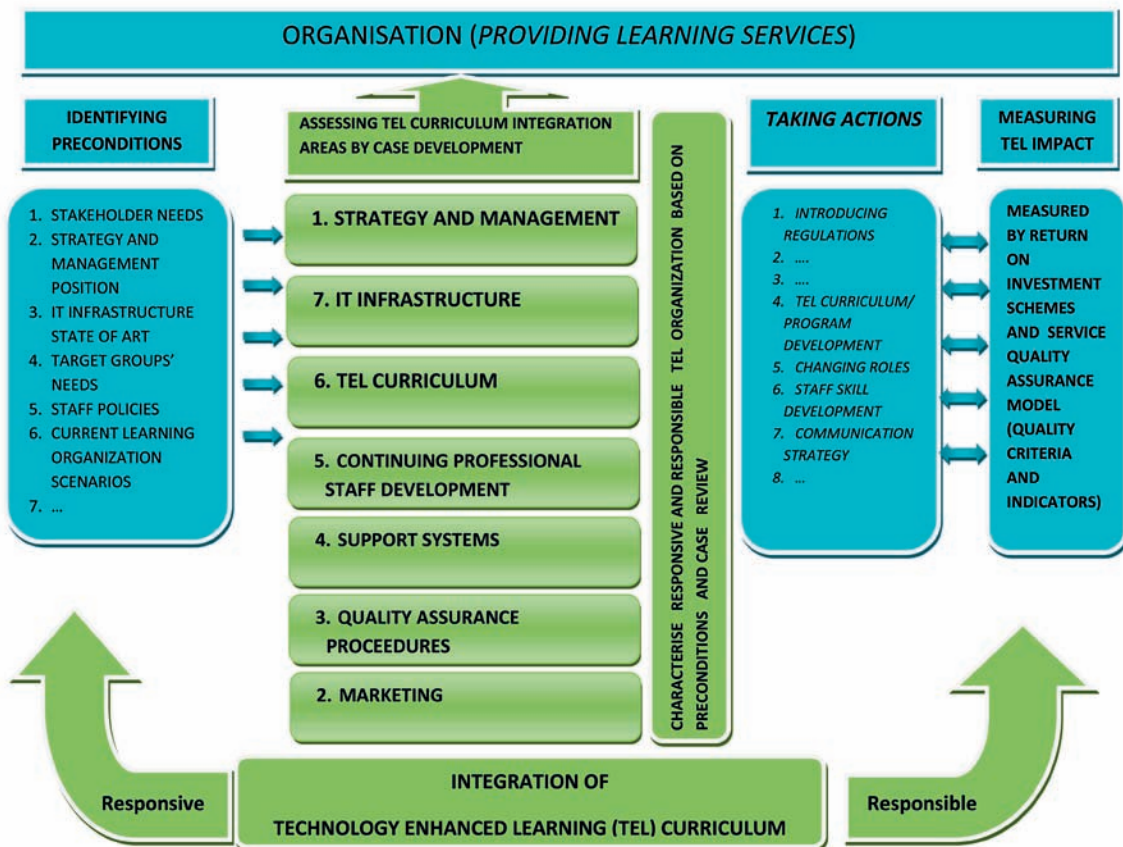 ORGANISATION (PROVIDING LEARNING SERVICES)
IDENTIFYING
PRECONDITIONS
1. STAKEHOLDER NEEDS
2. STRATEGY AND
MANAGEMENT
POSITION
3. IT INFRASTRUCTURE
STATE OF ART
4. TARGET GROUPS’
NEEDS
5. STAFF POLICIES
6. CURRENT LEARNING
ORGANIZATION
SCENARIOS
7. ...
ASSESSING TEL CURRICULUM INTEGRATION
AREAS BY CASE DEVELOPMENT
1. STRATEGY AND MANAGEMENT
7. IT INFRASTRUCTURE
6. TEL CURRICULUM
5. CONTINUING PROFESSIONAL
STAFF DEVELOPMENT
4. SUPPORT SYSTEMS
3. QUALITY ASSURANCE
PROCEEDURES
2. MARKETING
CHARACTERISE RESPONSIVE AND RESPONSIBLE TEL ORGANIZATION BASED ON
PRECONDITIONS AND CASE REVIEW
TAKING ACTIONS
1. INTRODUCING
REGULATIONS
2. ....
3. ....
4. TEL CURRICULUM/
PROGRAM
DEVELOPMENT
5. CHANGING ROLES
6. STAFF SKILL
DEVELOPMENT
7. COMMUNICATION
STRATEGY
8. ...
MEASURING
TEL IMPACT
MEASURED
BY RETURN
ON
INVESTMENT
SCHEMES
AND SERVICE
QUALITY
ASSURANCE
MODEL
(QUALITY
CRITERIA
AND
INDICATORS)
Responsive
INTEGRATION OF
TECHNOLOGY ENHANCED LEARNING (TEL) CURRICULUM
Responsible